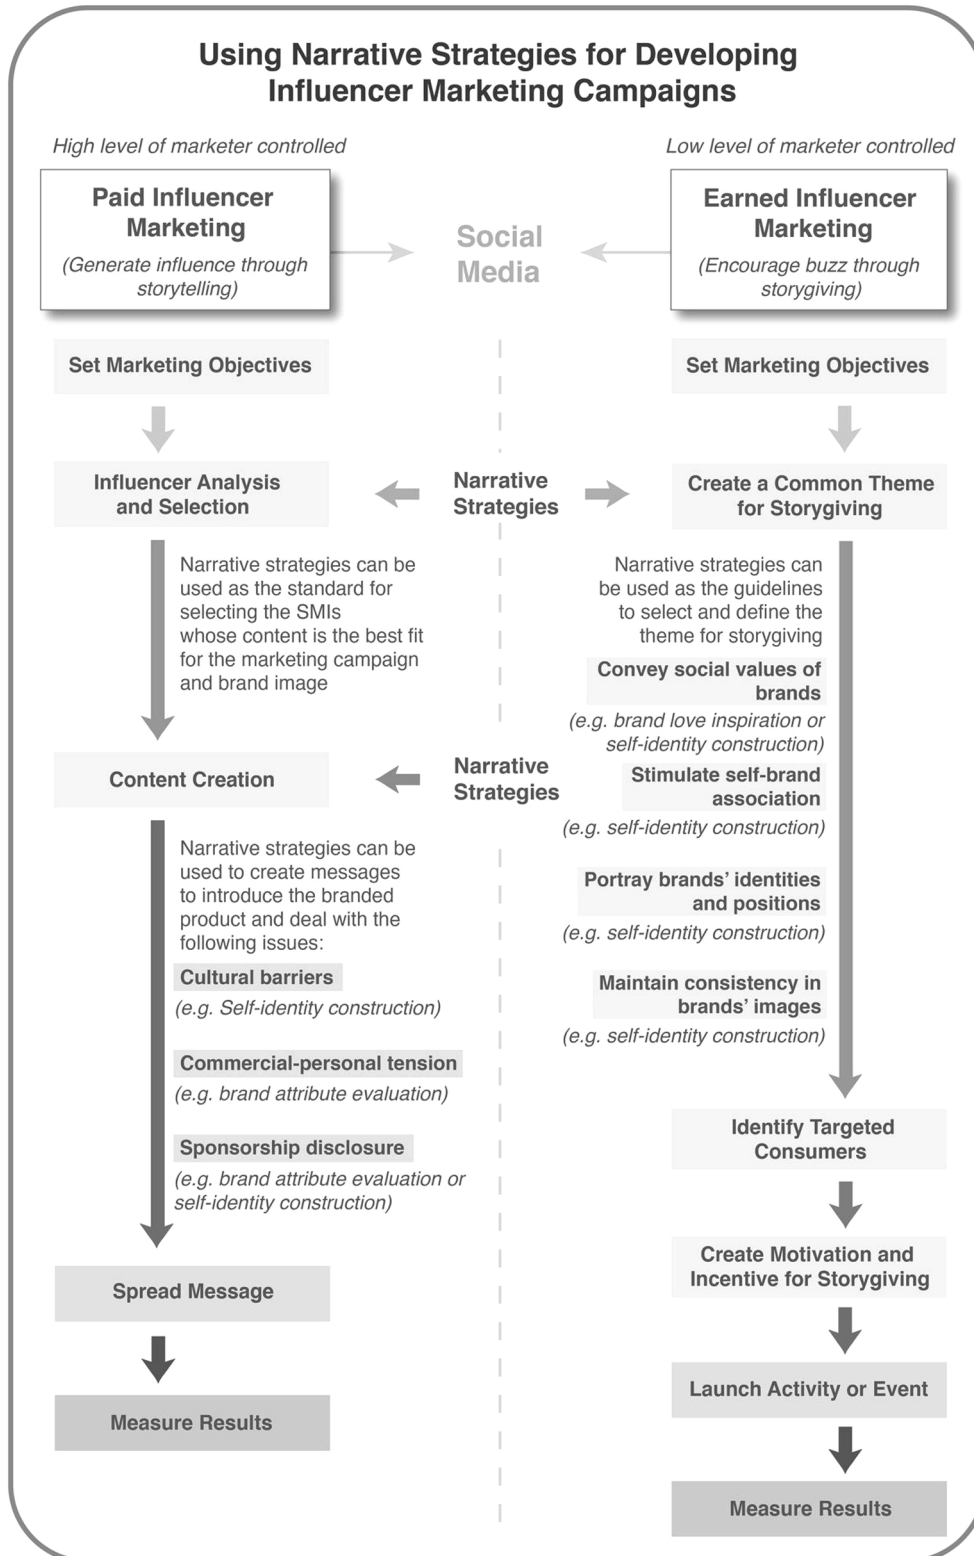 Using Narrative Strategies for Developing
Influencer Marketing Campaigns
High level of marketer controlled
Paid Influencer
Marketing
(Generate influence through
storytelling)
Social
Media
Low level of marketer controlled
Earned Influencer
Marketing
(Encourage buzz through
storygiving)
Set Marketing Objectives
Influencer Analysis
and Selection
Narrative
Strategies
Narrative strategies can be
used as the standard for
selecting the SMIs
whose content is the best fit
for the marketing campaign
and brand image
Content Creation
Narrative
Strategies
Narrative strategies can be
used to create messages
to introduce the branded
product and deal with the
following issues:
Cultural barriers
(e.g. Self-identity construction)
Commercial-personal tension
(e.g. brand attribute evaluation)
Sponsorship disclosure
(e.g. brand attribute evaluation or
self-identity construction)
Spread Message
Measure Results
Set Marketing Objectives
Create a Common Theme
for Storygiving
Narrative strategies can
be used as the guidelines
to select and define the
theme for storygiving
Convey social values of
brands
(e.g. brand love inspiration or
self-identity construction)
Stimulate self-brand
association
(e.g. self-identity construction)
Portray brands’ identities
and positions
(e.g. self-identity construction)
Maintain consistency in
brands’ images
(e.g. self-identity construction)
Identify Targeted
Consumers
Create Motivation and
Incentive for Storygiving
Launch Activity or Event
Measure Results